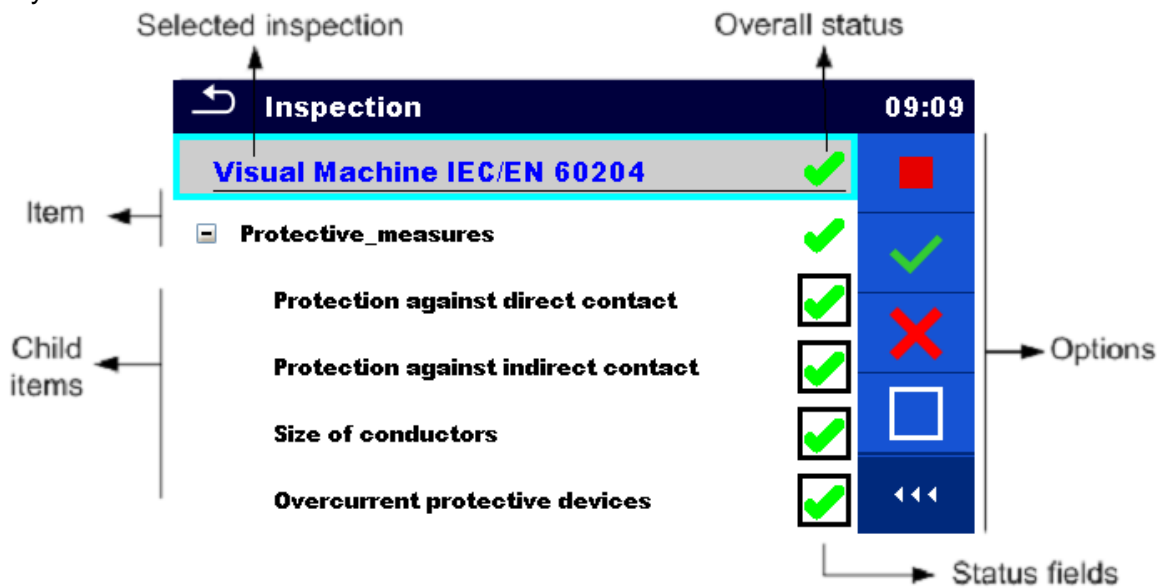 Selected inspection
Overall status
Inspection
09:09
Visual Machine IEC/EN 60204
Item
Protective_measures
Protection against direct contact
Child
items
Protection against indirect contact
Options
Size of conductors
Overcurrent protective devices
Status fields